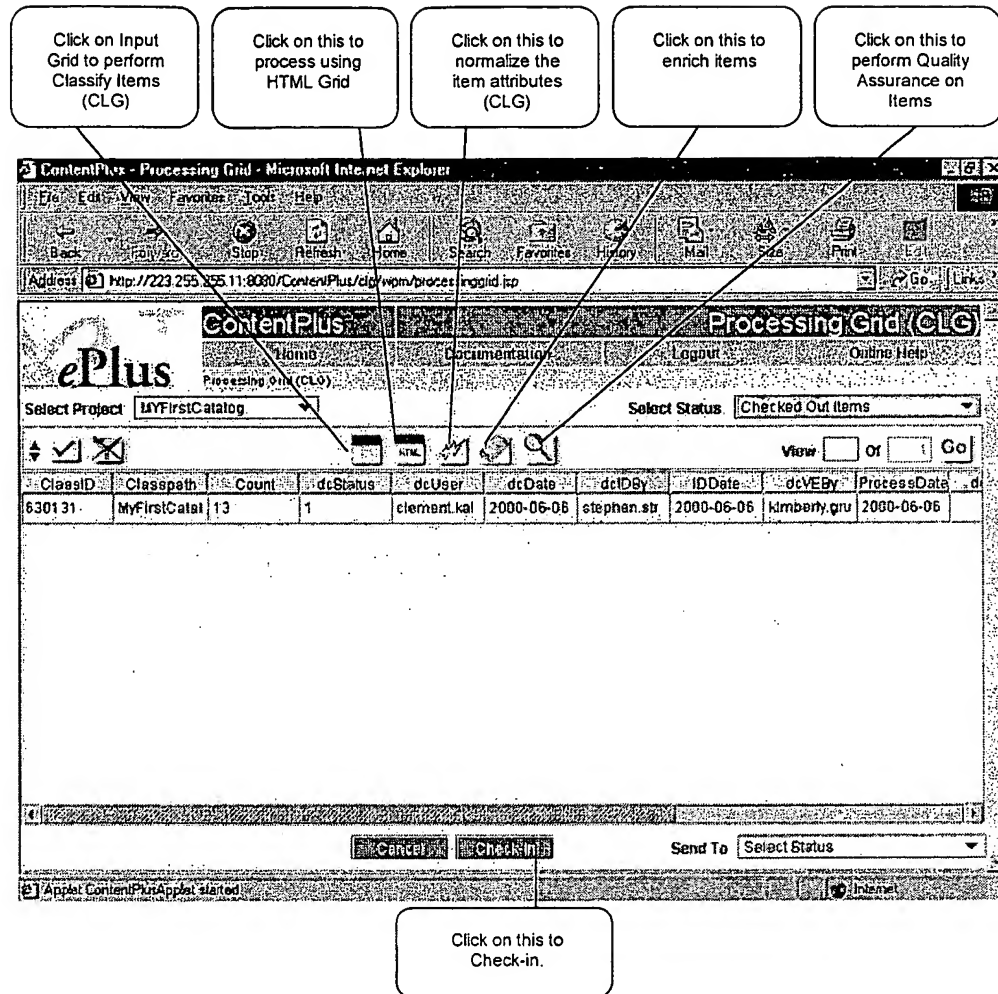 Click on Input
Grid to perform
Classify Items
(CLG)
Click on this to
process using
HTML Grid
Click on this to
normalize the
item attributes
(CLG)
Click on this to
enrich items
Click on this to
perform Quality
Assurance on
Items
ContentPlus - Processing Grid - Microsoft Internet Explorer
File Edit View Favorites Tools Help
Back Forward Stop Refresh Home Search Favorites History Mail Size Print Edit
Address http://223.255.255.11:8080/ContentPlus/clg/wpm/processinggrid.jsp Go Links
ContentPlus Processing Grid (CLG)
Home Documentation Logout Online Help
ePlus
Processing Grid (CLG)
Select Project MYFirstCatalog Select Status Checked Out Items
HTML View Of 1 Go
ClassID Classpath Count dcStatus dcUser dcDate dcIDBy IDDate dcVEBy ProcessDate
630131 MyFirstCatal 13 1 clement.kal 2000-06-06 stephen.str 2000-06-06 kimberly.gru 2000-06-06
Cancel Check-In Send To Select Status
Applet ContentPlusApplet started Internet
Click on this to
Check-in.